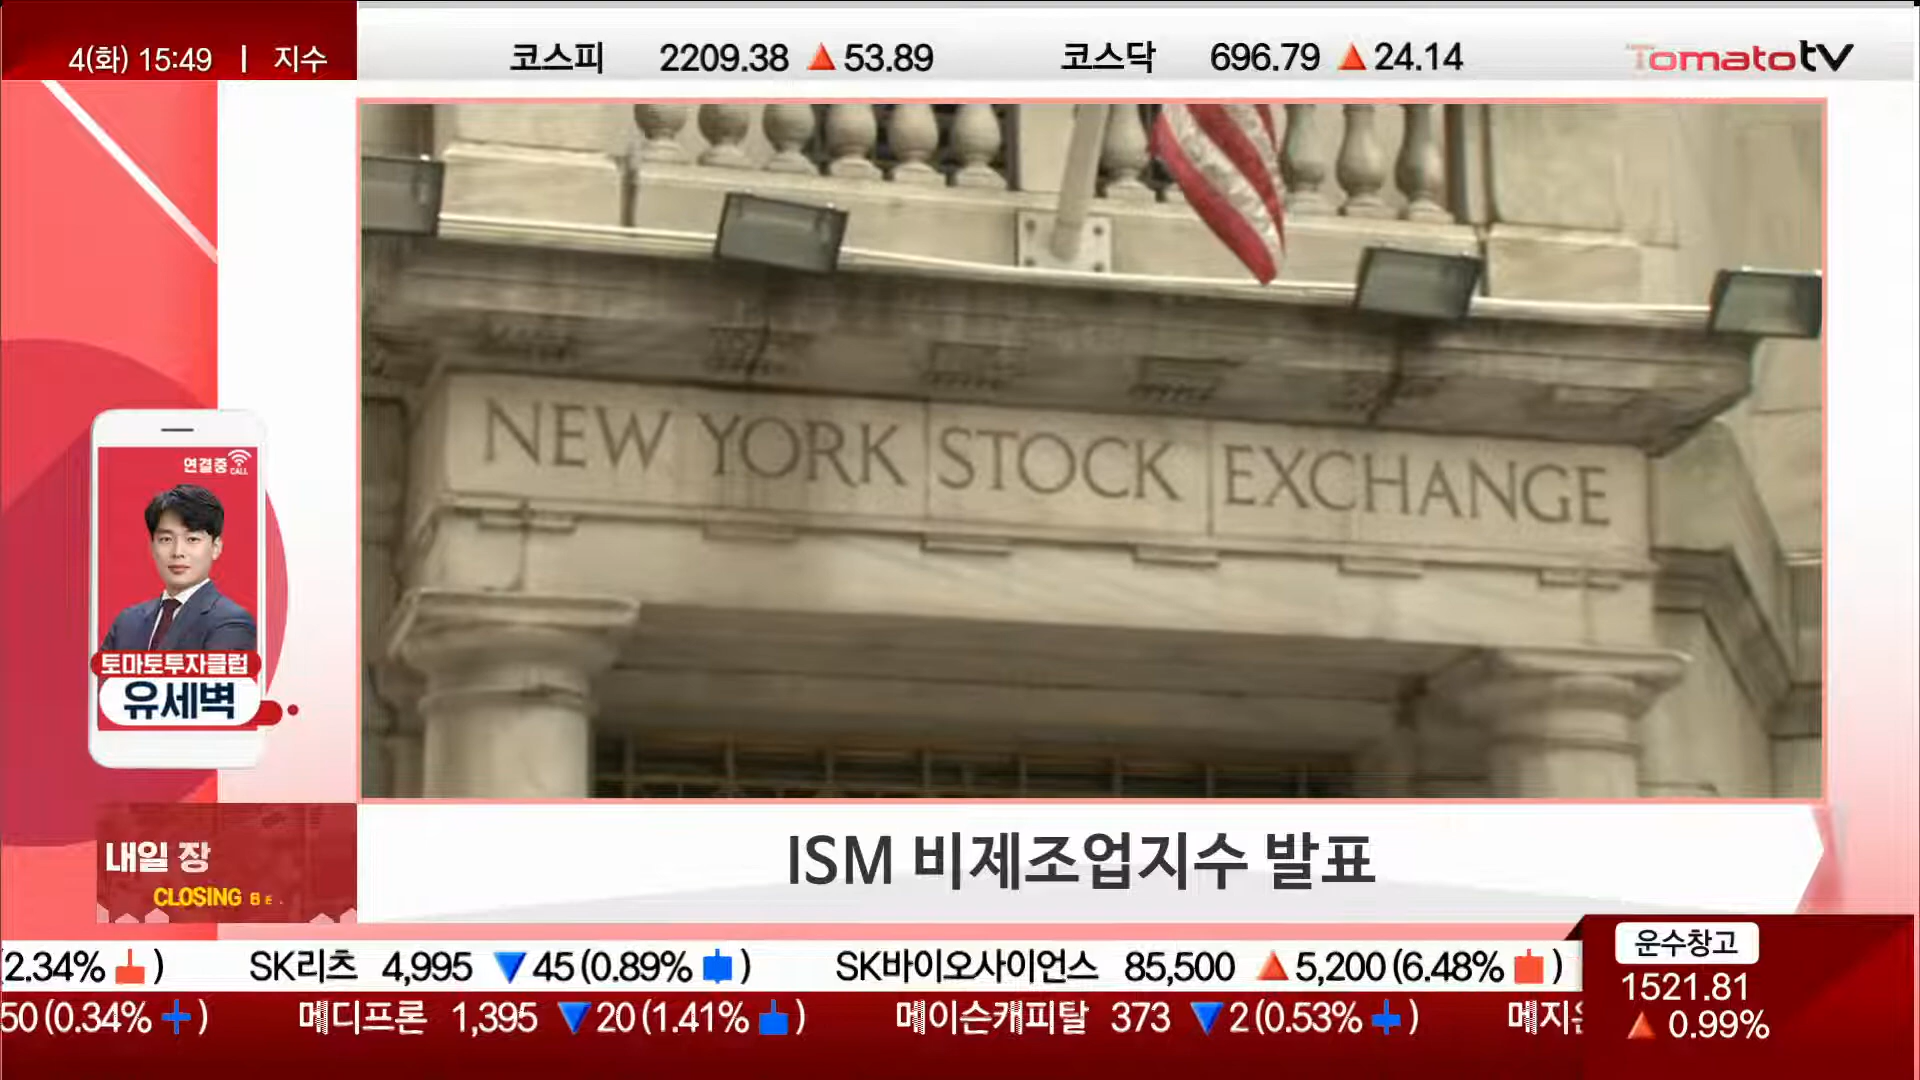 4(화) 15:49 | 지수
코스피 2209.38 ▲ 53.89 코스닥 696.79 ▲ 24.14
Tomatotv
NEW YORK STOCK EXCHANGE
연결중
CALL
토마토투자클럽
유세벽
내일 장
CLOSING
ISM 비제조업지수 발표
2.34% ) SK리츠 4,995 ▼ 45 (0.89% ) SK바이오사이언스 85,500 ▲ 5,200 (6.48% )
50 (0.34% ) 메디프론 1,395 ▼ 20 (1.41% ) 메이슨캐피탈 373 ▼ 2 (0.53% ) 메지
운수창고
1521.81
▲ 0.99%